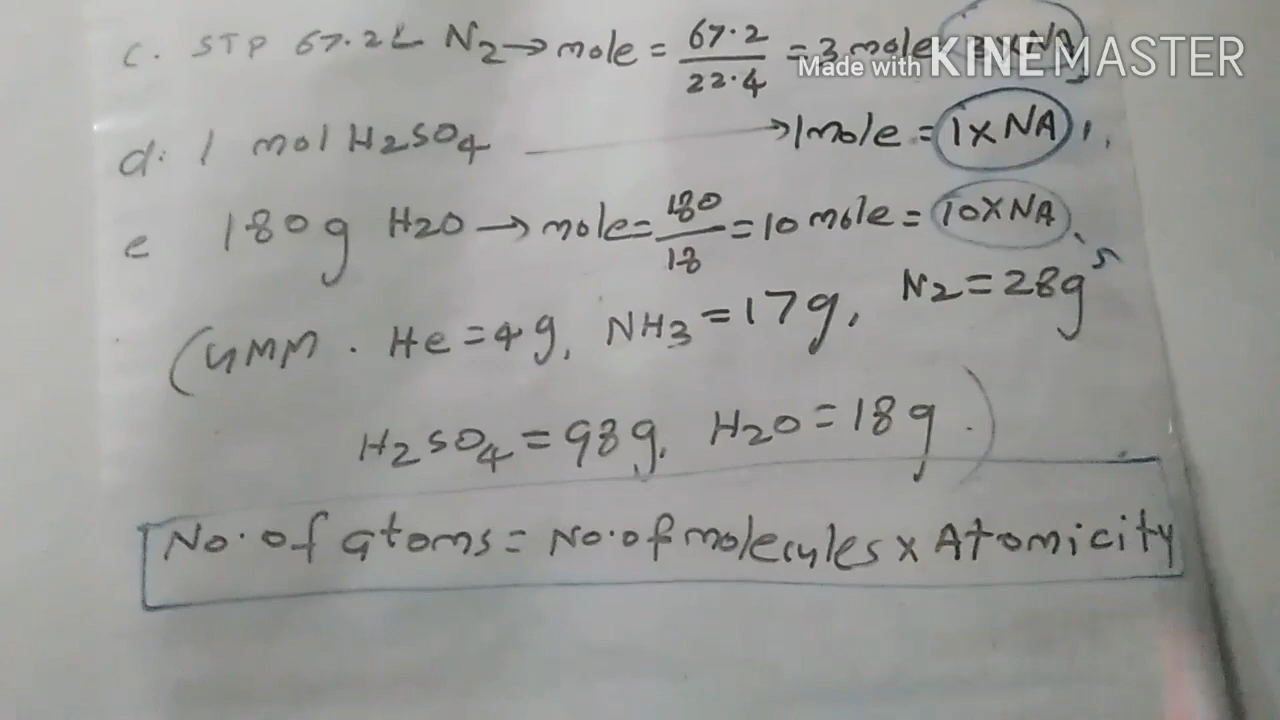 c. STP 67.2L N2→mole = 67.2/22.4 = 3 mole 3×NA
Made with KINEMASTER
d. 1 mol H2SO4 → 1mole = 1×NA
e 180g H2O → mole = 180/18 = 10 mole = 10×NA
(GMM. He=4g, NH3=17g, N2=28g
H2SO4=98g, H2O=18g.)
No. of atoms = No. of molecules × Atomicity